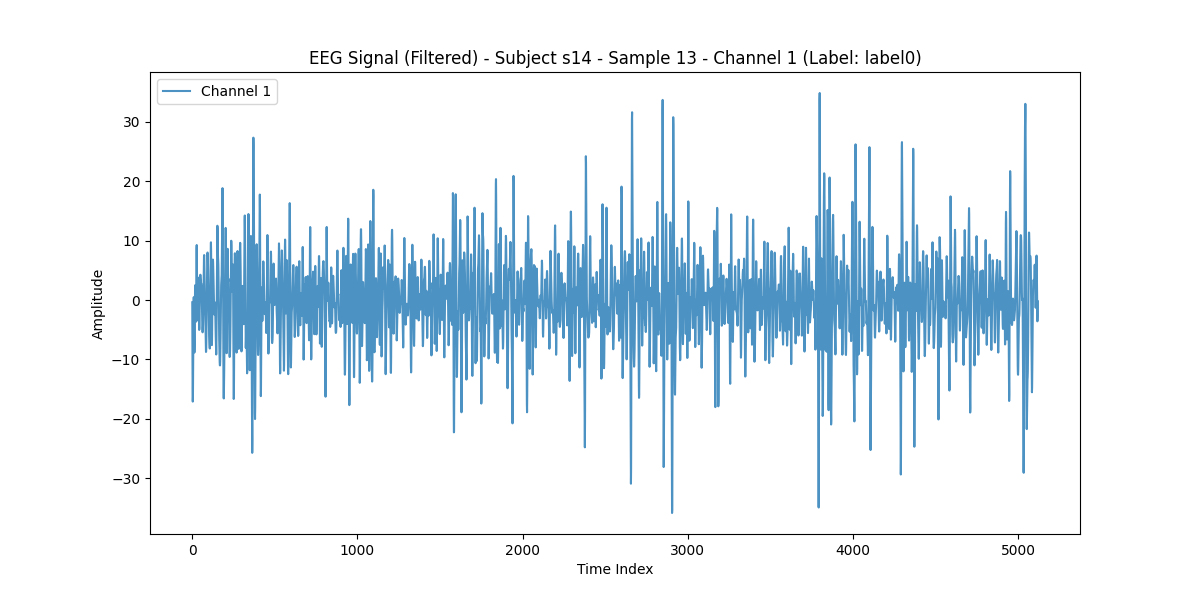 EEG Signal (Filtered) - Subject s14 - Sample 13 - Channel 1 (Label: label0)
Channel 1
30
20
10
0
−10
−20
−30
Amplitude
0 1000 2000 3000 4000 5000
Time Index